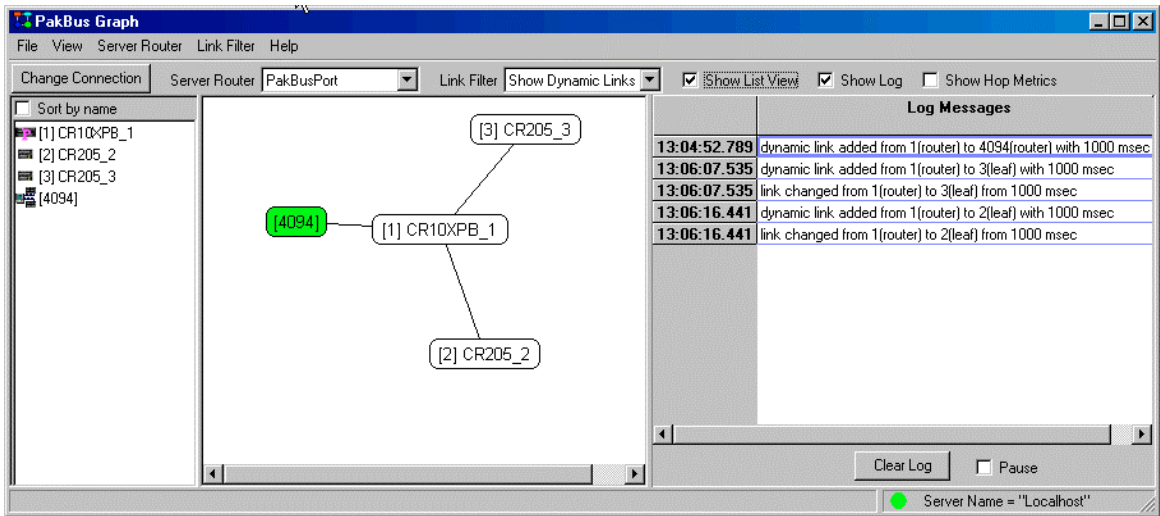 PakBus Graph
File View Server Router Link Filter Help
Change Connection Server Router PakBusPort Link Filter Show Dynamic Links Show List View Show Log Show Hop Metrics
Sort by name
[1] CR10XPB_1
[2] CR205_2
[3] CR205_3
[4094]
[3] CR205_3
[4094]
[1] CR10XPB_1
[2] CR205_2
Log Messages
13:04:52.789 dynamic link added from 1(router) to 4094(router) with 1000 msec
13:06:07.535 dynamic link added from 1(router) to 3(leaf) with 1000 msec
13:06:07.535 link changed from 1(router) to 3(leaf) from 1000 msec
13:06:16.441 dynamic link added from 1(router) to 2(leaf) with 1000 msec
13:06:16.441 link changed from 1(router) to 2(leaf) from 1000 msec
Clear Log Pause
Server Name = "Localhost"